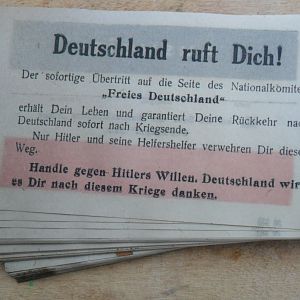 Deutschland ruft Dich!
Der sofortige Übertritt auf die Seite des Nationalkomite
„Freies Deutschland"
erhält Dein Leben und garantiert Deine Rückkehr nac
Deutschland sofort nach Kriegsende.
Nur Hitler und seine Helfershelfer verwehren Dir diese
Weg.
Handle gegen Hitlers Willen. Deutschland wir
es Dir nach diesem Kriege danken.